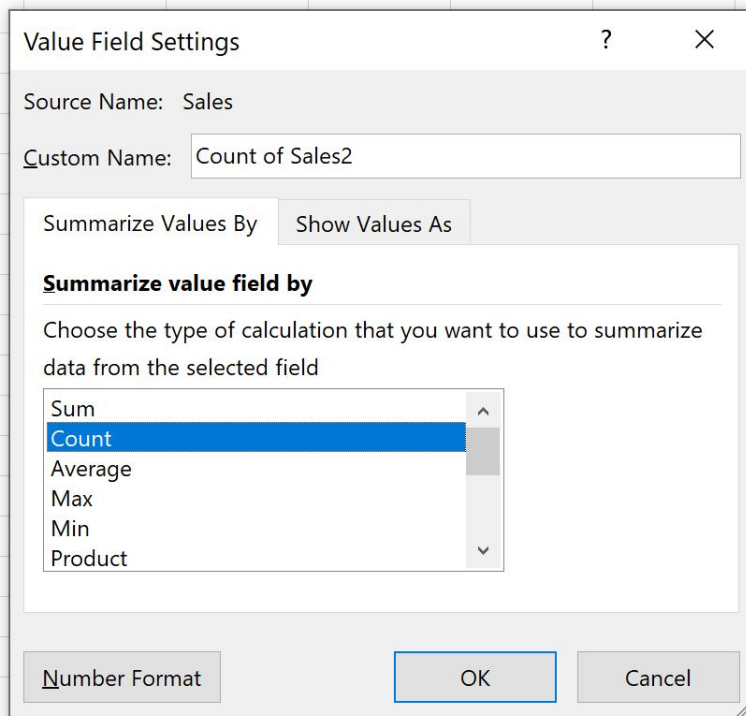 Value Field Settings ? ×
Source Name: Sales
Custom Name: Count of Sales2
Summarize Values By Show Values As
Summarize value field by
Choose the type of calculation that you want to use to summarize
data from the selected field
Sum
Count
Average
Max
Min
Product
Number Format OK Cancel